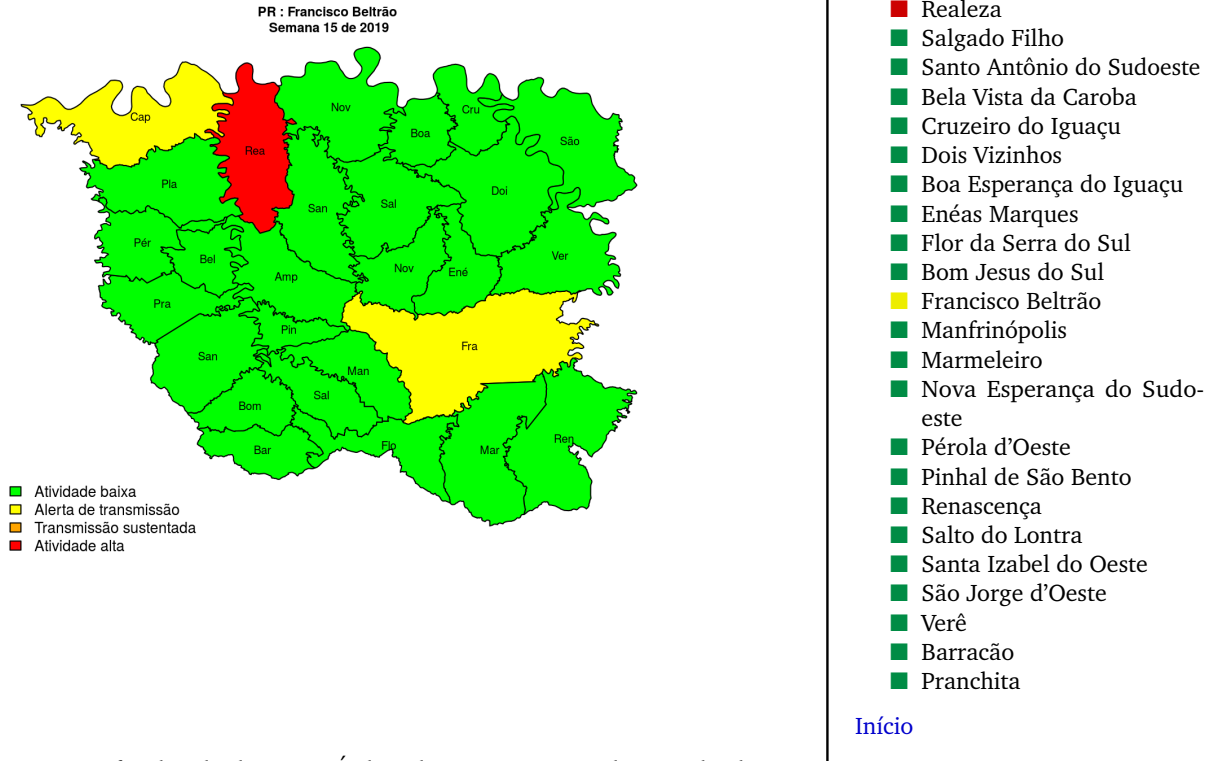 PR : Francisco Beltrão
Semana 15 de 2019
Cap
Rea
Nov
Boa
Cru
São
Pla
San
Sal
Doi
Pér
Bel
Amp
Nov
Ené
Ver
Pra
Pin
San
Man
Fra
Sal
Bom
Bar
Flo
Mar
Ren
Atividade baixa
Alerta de transmissão
Transmissão sustentada
Atividade alta
Realeza
Salgado Filho
Santo Antônio do Sudoeste
Bela Vista da Caroba
Cruzeiro do Iguaçu
Dois Vizinhos
Boa Esperança do Iguaçu
Enéas Marques
Flor da Serra do Sul
Bom Jesus do Sul
Francisco Beltrão
Manfrinópolis
Marmeleiro
Nova Esperança do Sudo-
este
Pérola d'Oeste
Pinhal de São Bento
Renascença
Salto do Lontra
Santa Izabel do Oeste
São Jorge d'Oeste
Verê
Barracão
Pranchita
Início